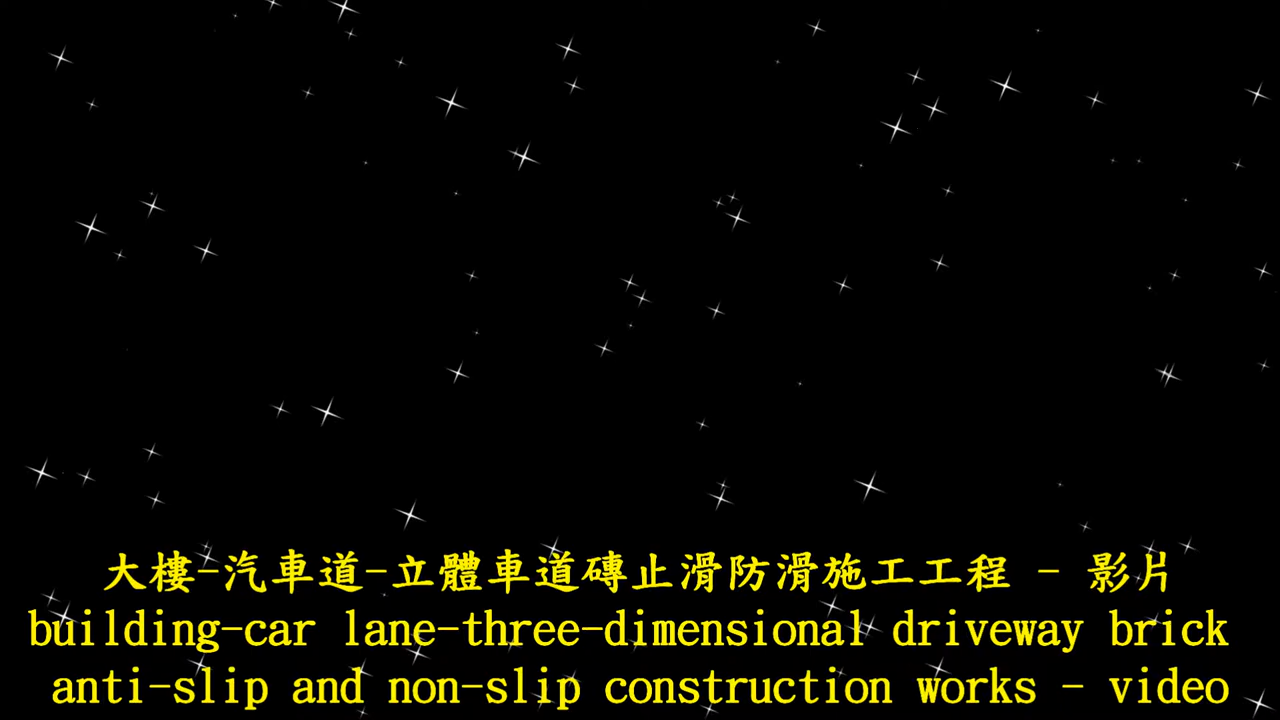 大樓-汽車道-立體車道磚止滑防滑施工工程 - 影片
building-car lane-three-dimensional driveway brick
anti-slip and non-slip construction works - video